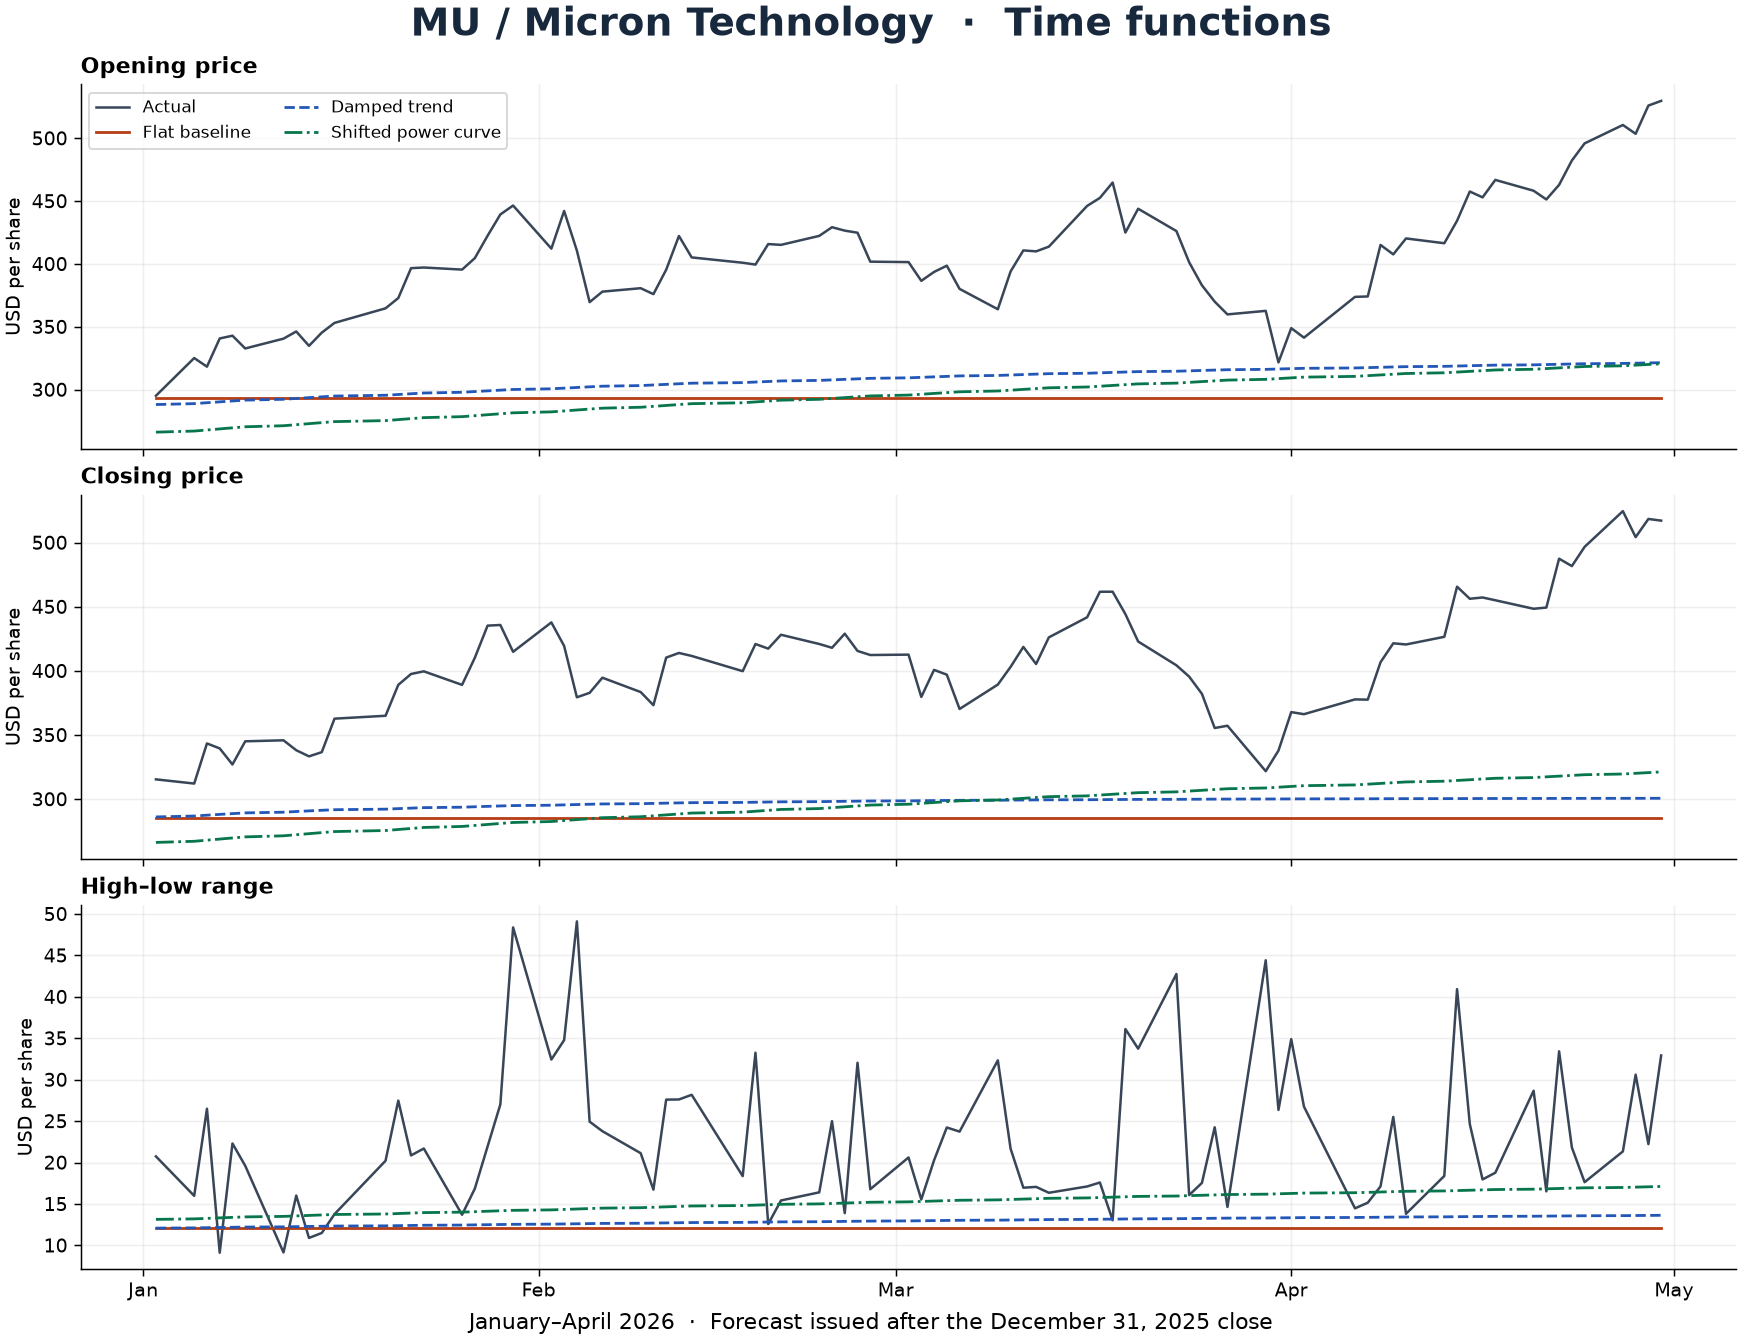 MU / Micron Technology · Time functions
Opening price
Actual
Flat baseline
Damped trend
Shifted power curve
USD per share
500
450
400
350
300
Closing price
USD per share
500
450
400
350
300
High–low range
USD per share
50
45
40
35
30
25
20
15
10
Jan Feb Mar Apr May
January–April 2026 · Forecast issued after the December 31, 2025 close